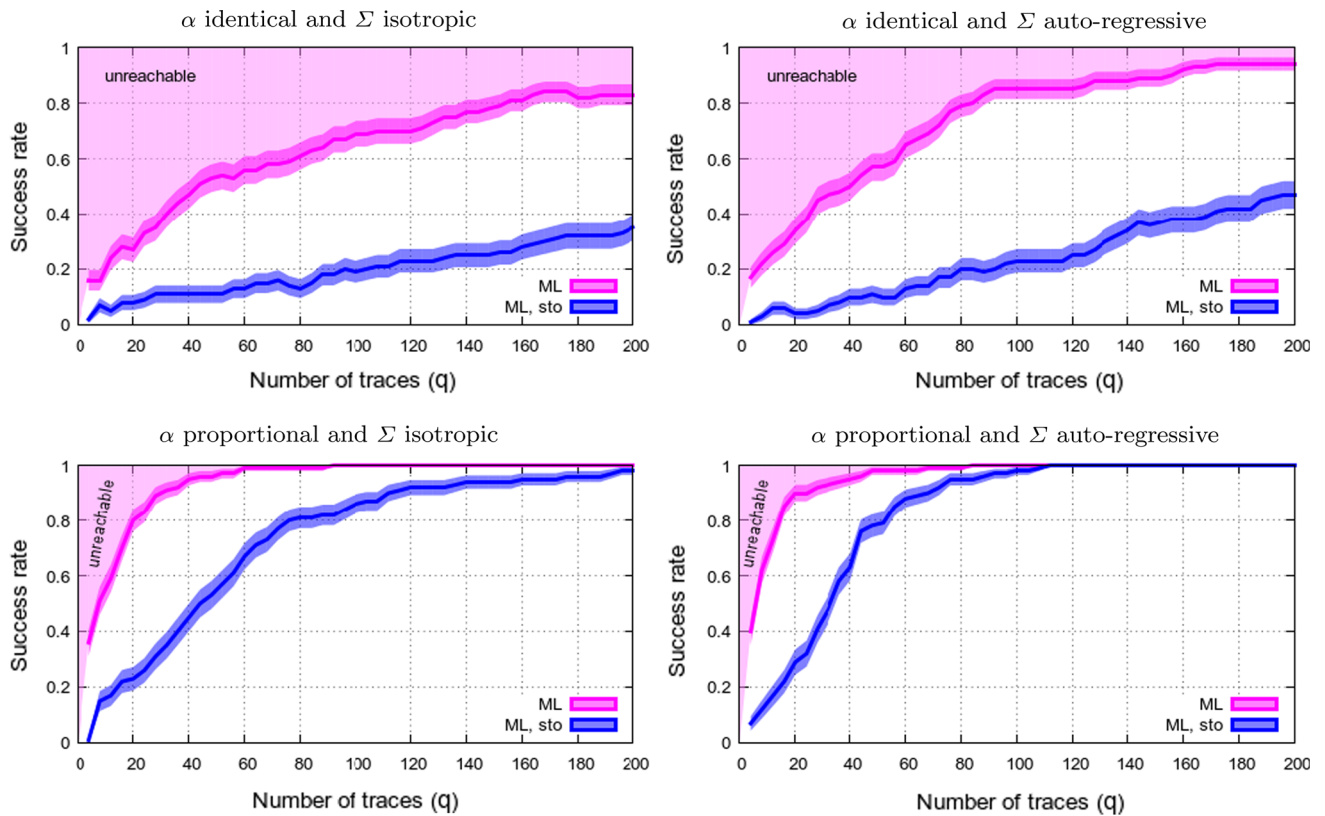 α identical and Σ isotropic
unreachable
Success rate
1
0.8
0.6
0.4
0.2
0
ML
ML, sto
0 20 40 60 80 100 120 140 160 180 200
Number of traces (q)
α identical and Σ auto-regressive
unreachable
Success rate
1
0.8
0.6
0.4
0.2
0
ML
ML, sto
0 20 40 60 80 100 120 140 160 180 200
Number of traces (q)
α proportional and Σ isotropic
unreachable
Success rate
1
0.8
0.6
0.4
0.2
0
ML
ML, sto
0 20 40 60 80 100 120 140 160 180 200
Number of traces (q)
α proportional and Σ auto-regressive
unreachable
Success rate
1
0.8
0.6
0.4
0.2
0
ML
ML, sto
0 20 40 60 80 100 120 140 160 180 200
Number of traces (q)